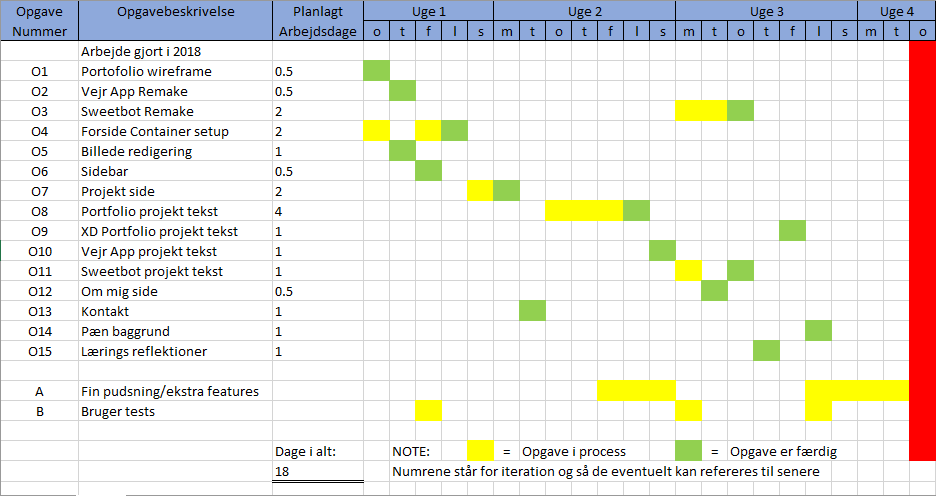 Opgave Opgavebeskrivelse Planlagt Uge 1 Uge 2 Uge 3 Uge 4
Nummer Arbejdsdage o t f l s m t o t f l s m t o t f l s m t o
Arbejde gjort i 2018
O1 Portofolio wireframe 0.5
O2 Vejr App Remake 0.5
O3 Sweetbot Remake 2
O4 Forside Container setup 2
O5 Billede redigering 1
O6 Sidebar 0.5
O7 Projekt side 2
O8 Portfolio projekt tekst 4
O9 XD Portfolio projekt tekst 1
O10 Vejr App projekt tekst 1
O11 Sweetbot projekt tekst 1
O12 Om mig side 0.5
O13 Kontakt 1
O14 Pæn baggrund 1
O15 Lærings reflektioner 1
A Fin pudsning/ekstra features
B Bruger tests
Dage i alt: NOTE: = Opgave i process = Opgave er færdig
18 Numrene står for iteration og så de eventuelt kan refereres til senere